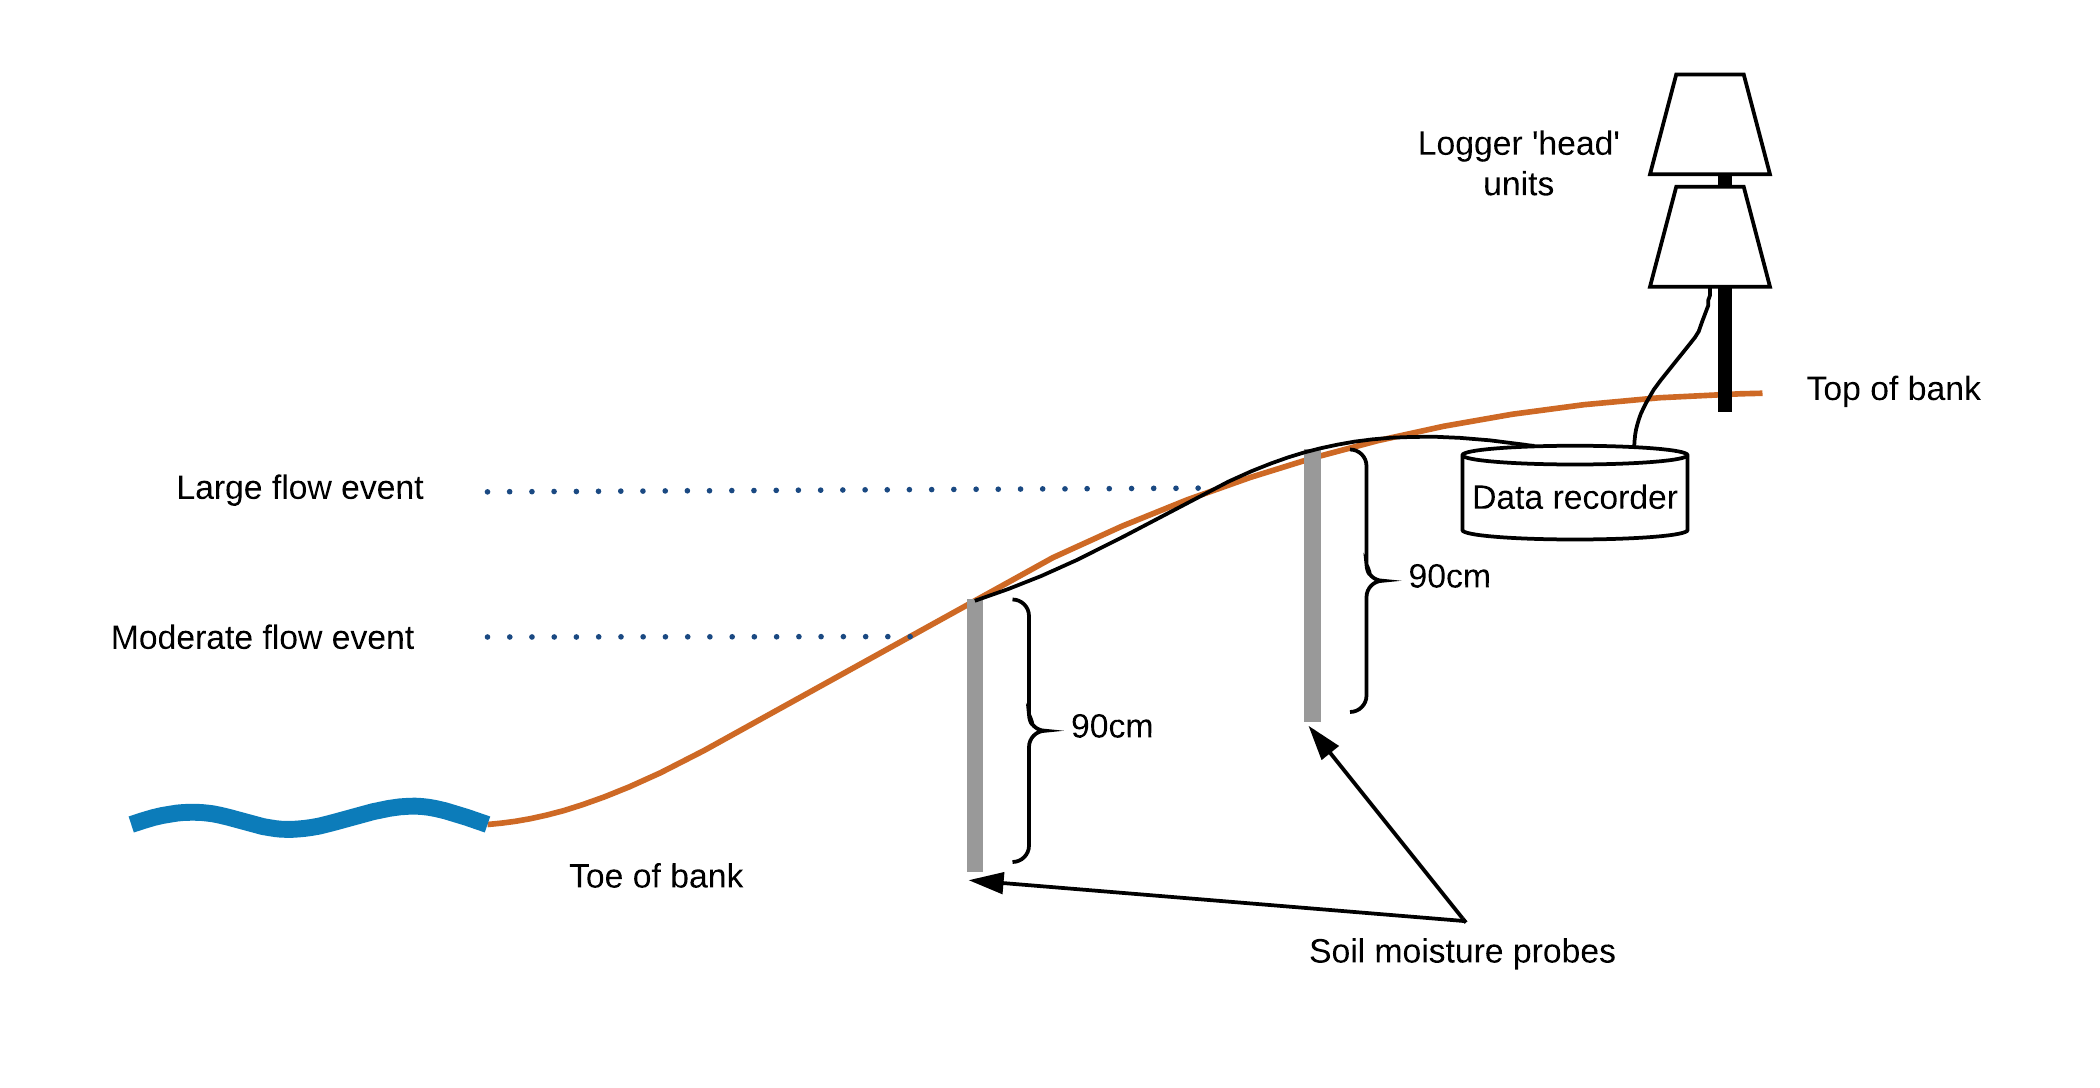 Logger 'head'
units
Top of bank
Large flow event
Data recorder
90cm
Moderate flow event
90cm
Toe of bank
Soil moisture probes